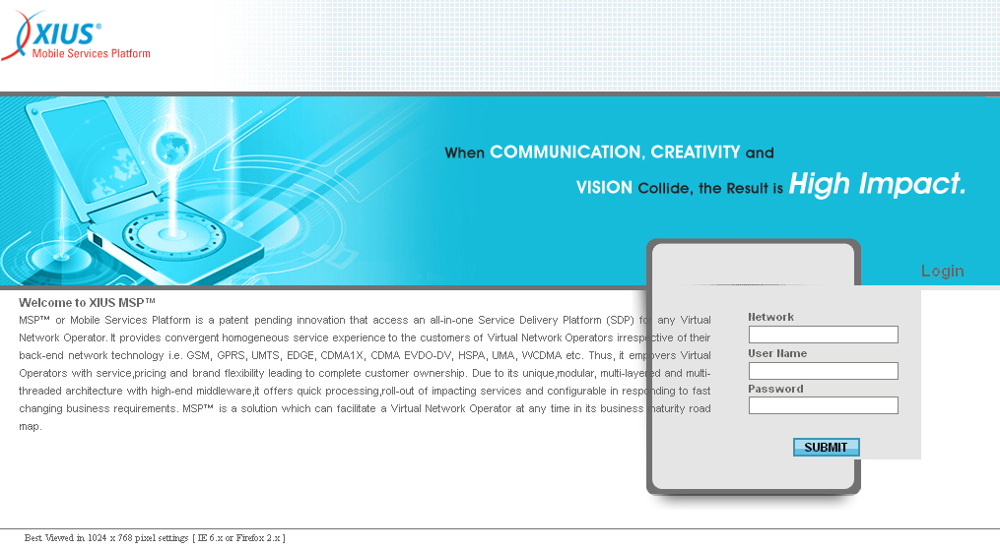 XIUS®
Mobile Services Platform
When COMMUNICATION, CREATIVITY and
VISION Collide, the Result is High Impact.
Login
Welcome to XIUS MSP™
MSP™ or Mobile Services Platform is a patent pending innovation that access an all-in-one Service Delivery Platform (SDP) for any Virtual
Network Operator. It provides convergent homogeneous service experience to the customers of Virtual Network Operators irrespective of their
back-end network technology i.e. GSM, GPRS, UMTS, EDGE, CDMA1X, CDMA EVDO-DV, HSPA, UMA, WCDMA etc. Thus, it empowers Virtual
Operators with service,pricing and brand flexibility leading to complete customer ownership. Due to its unique,modular, multi-layered and multi-
threaded architecture with high-end middleware,it offers quick processing,roll-out of impacting services and configurable in responding to fast
changing business requirements. MSP™ is a solution which can facilitate a Virtual Network Operator at any time in its business maturity road
map.
Network
User Name
Password
SUBMIT
Best Viewed in 1024 x 768 pixel settings [ IE 6.x or Firefox 2.x ]